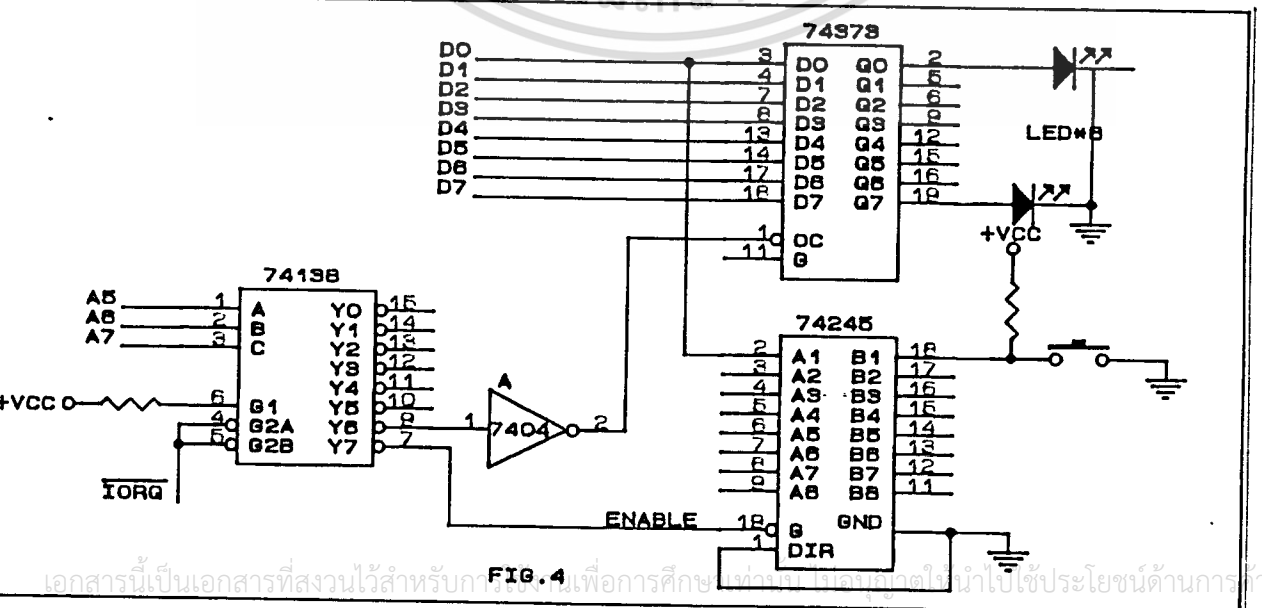 74373
D0
D1
D2
D3
D4
D5
D6
D7
3 D0 Q0 2
4 D1 Q1 5
7 D2 Q2 6
8 D3 Q3 9
13 D4 Q4 12
14 D5 Q5 15
17 D6 Q6 16
18 D7 Q7 19
1 OC
11 G
LED*8
+VCC
74138
A5 1 A Y0 15
A6 2 B Y1 14
A7 3 C Y2 13
Y3 12
Y4 11
+VCC 6 G1 Y5 10
4 G2A Y6 9
5 G2B Y7 7
IORQ
A
1 7404 2
74245
2 A1 B1 18
3 A2 B2 17
4 A3 B3 16
5 A4 B4 15
6 A5 B5 14
7 A6 B6 13
8 A7 B7 12
9 A8 B8 11
ENABLE 19 G GND
1 DIR
FIG.4
เอกสารนี้เป็นเอกสารที่สงวนไว้สำหรับการใช้งานเพื่อการศึกษาเท่านั้น ไม่อนุญาตให้นำไปใช้ประโยชน์ด้านการค้า